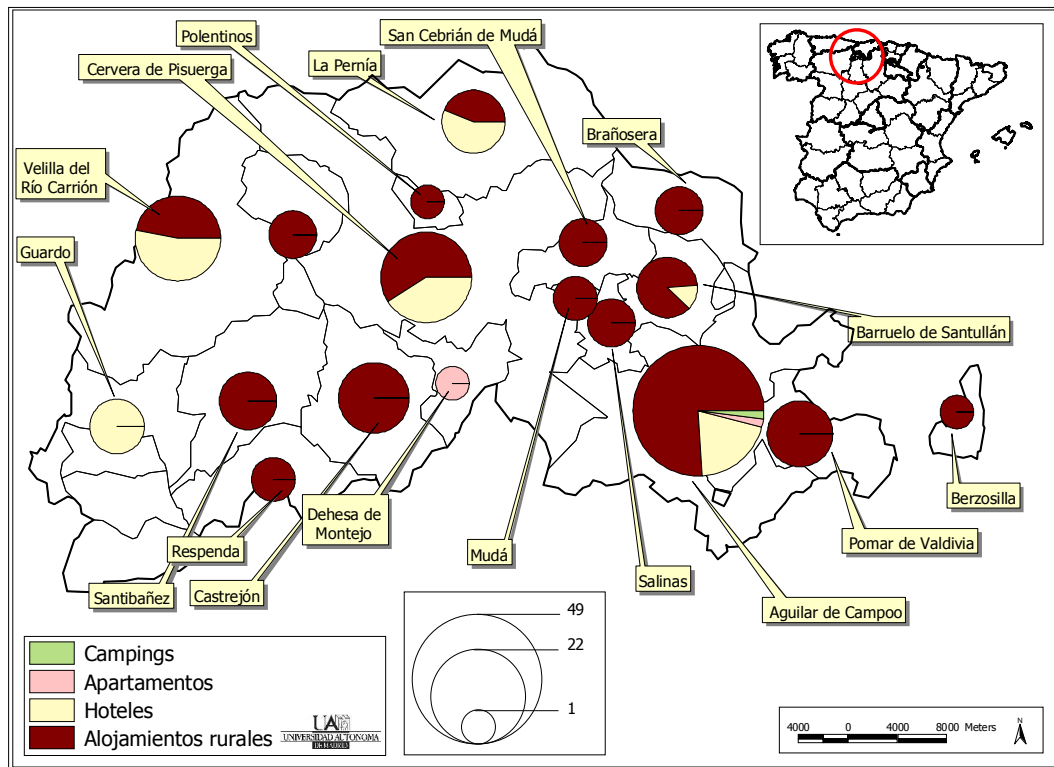 Polentinos
San Cebrián de Mudá
Cervera de Pisuerga
La Pernía
Brañosera
Velilla del
Río Carrión
Guardo
Barruelo de Santullán
Dehesa de
Montejo
Berzosilla
Respenda
Mudá
Pomar de Valdivia
Salinas
Santibañez
Castrejón
Aguilar de Campoo
49
22
1
Campings
Apartamentos
Hoteles
Alojamientos rurales
UA
UNIVERSIDAD AUTONOMA
DE MADRID
4000 0 4000 8000 Meters
N